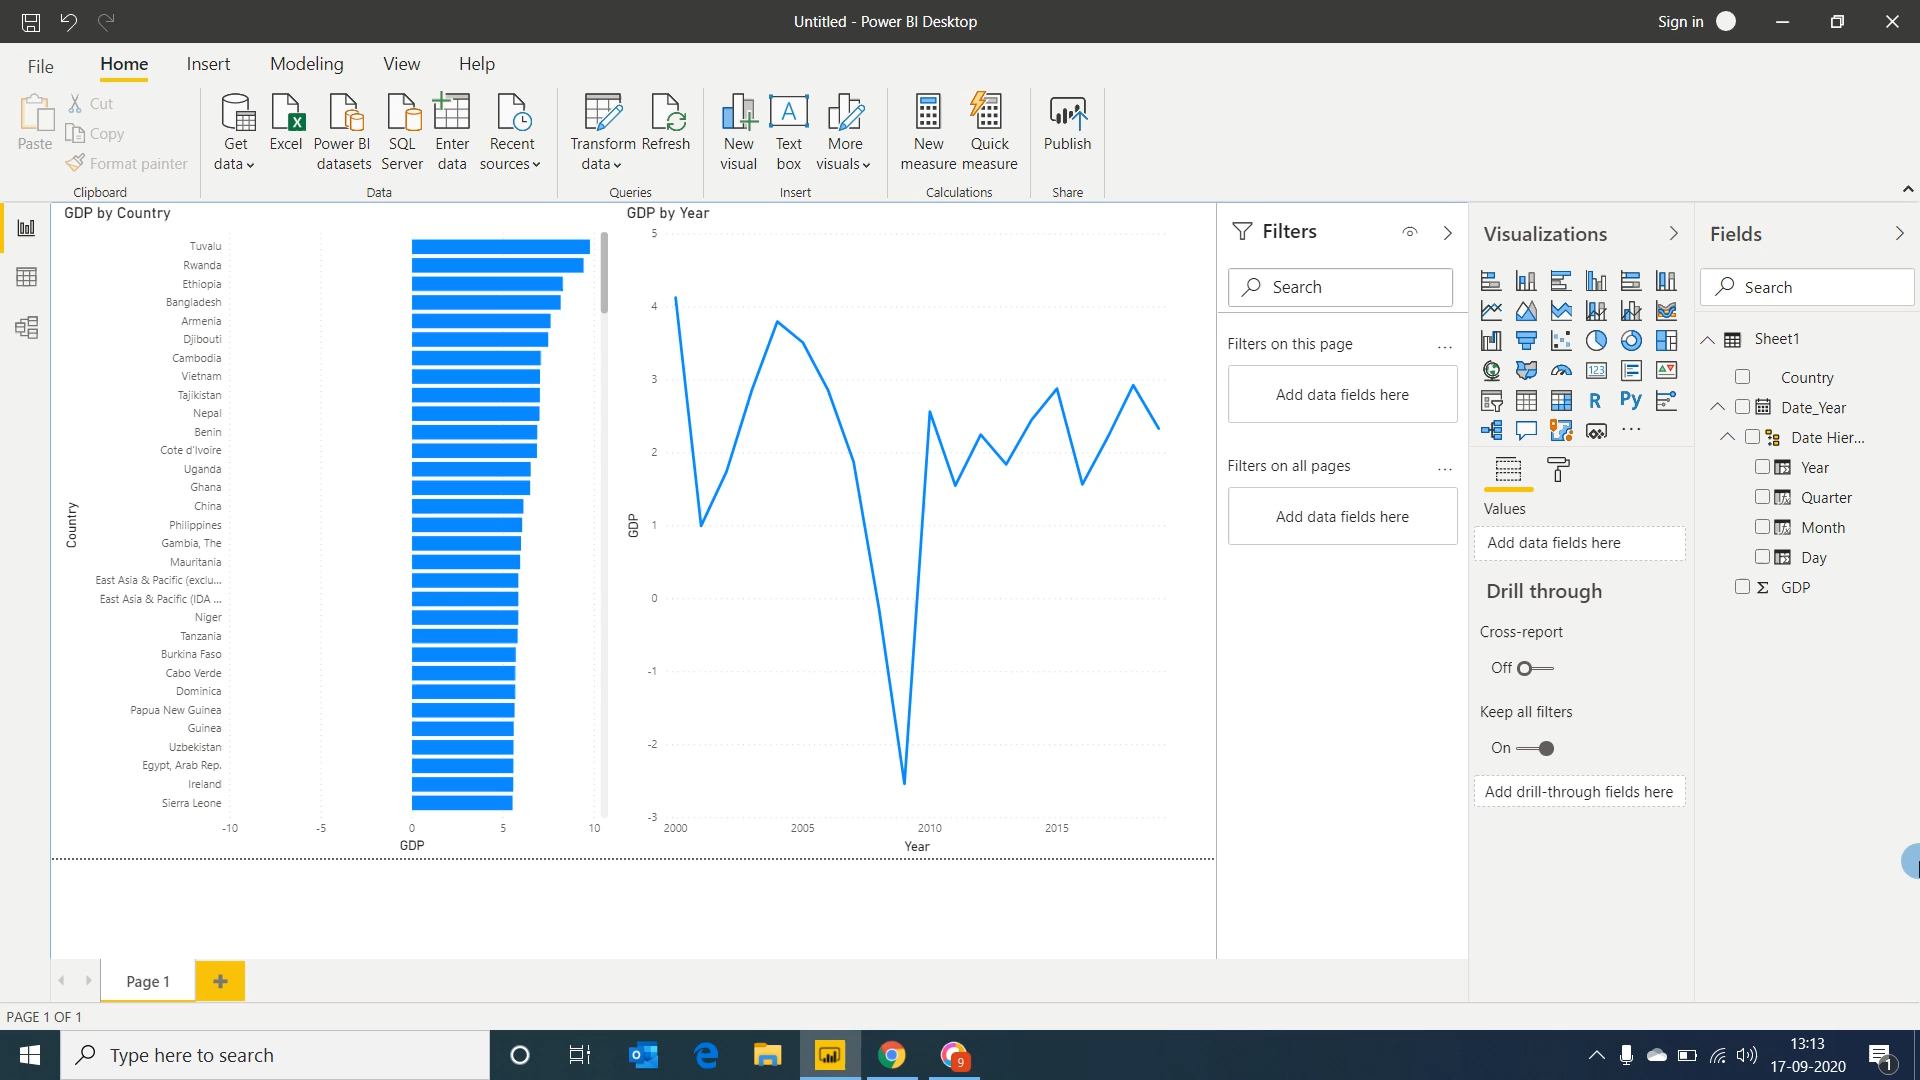 Untitled - Power BI Desktop
Sign in
File
Home
Insert
Modeling
View
Help
Paste
Cut
Copy
Format painter
Clipboard
Get data
Excel
Power BI datasets
SQL Server
Enter data
Recent sources
Data
Transform data
Refresh
Queries
New visual
Text box
More visuals
Insert
New measure
Quick measure
Calculations
Publish
Share
GDP by Country
Country
Tuvalu
Rwanda
Ethiopia
Bangladesh
Armenia
Djibouti
Cambodia
Vietnam
Tajikistan
Nepal
Benin
Cote d'Ivoire
Uganda
Ghana
China
Philippines
Gambia, The
Mauritania
East Asia & Pacific (exclu...
East Asia & Pacific (IDA ...
Niger
Tanzania
Burkina Faso
Cabo Verde
Dominica
Papua New Guinea
Guinea
Uzbekistan
Egypt, Arab Rep.
Ireland
Sierra Leone
-10 -5 0 5 10
GDP
GDP by Year
GDP
5
4
3
2
1
0
-1
-2
-3
2000 2005 2010 2015
Year
Filters
Search
Filters on this page ...
Add data fields here
Filters on all pages ...
Add data fields here
Visualizations
123
R
Py
...
Values
Add data fields here
Drill through
Cross-report
Off
Keep all filters
On
Add drill-through fields here
Fields
Search
Sheet1
Country
Date_Year
Date Hier...
Year
Quarter
Month
Day
Σ GDP
Page 1
PAGE 1 OF 1
Type here to search
9
13:13
17-09-2020
1